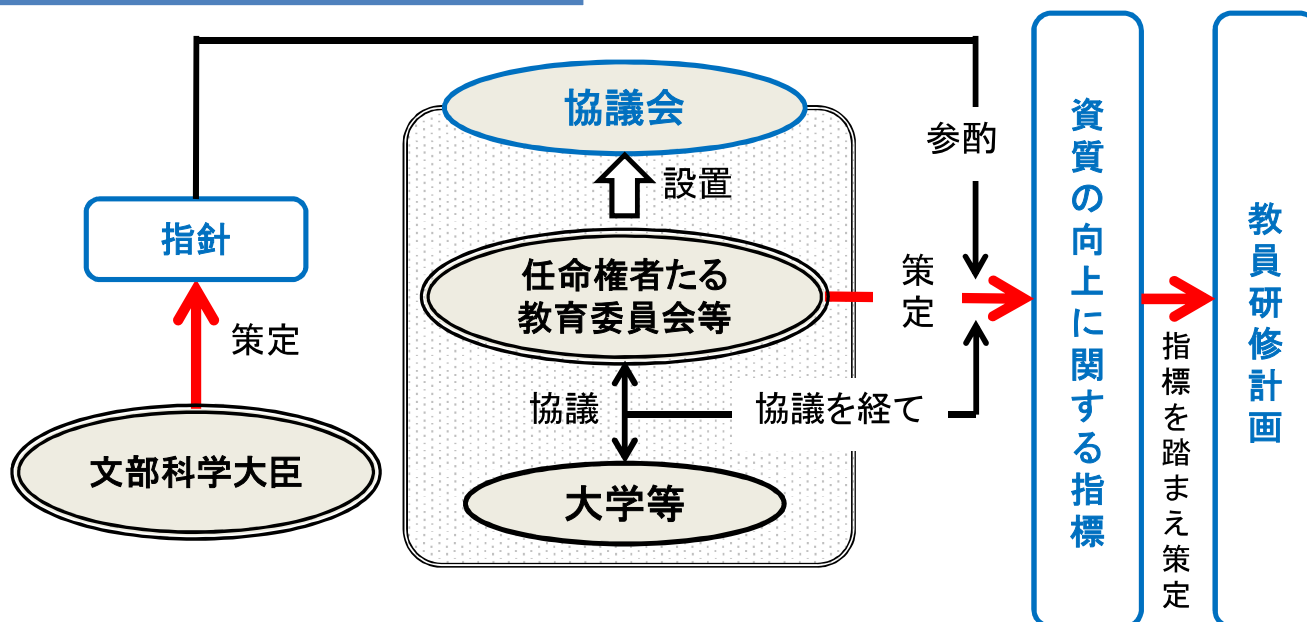 協議会
設置
参酌
指針
任命権者たる
教育委員会等
策定
策定
協議
協議を経て
文部科学大臣
大学等
資質の向上に関する指標
指標を踏まえ策定
教員研修計画